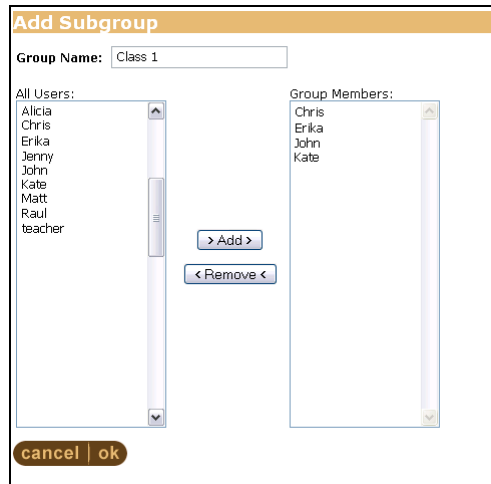 Add Subgroup
Group Name: Class 1
All Users:
Alicia
Chris
Erika
Jenny
John
Kate
Matt
Raul
teacher
> Add >
< Remove <
Group Members:
Chris
Erika
John
Kate
cancel | ok